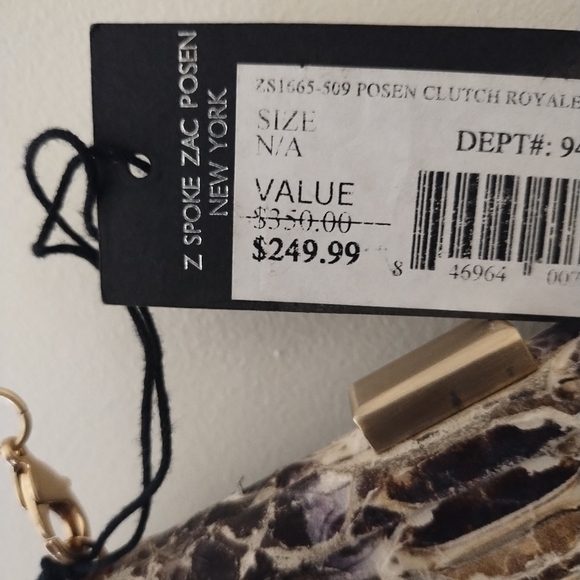 Z SPOKE ZAC POSEN
NEW YORK
ZS1665-509 POSEN CLUTCH ROYALE
SIZE
N/A
DEPT#: 94
VALUE
$350.00
$249.99
8 46964 007